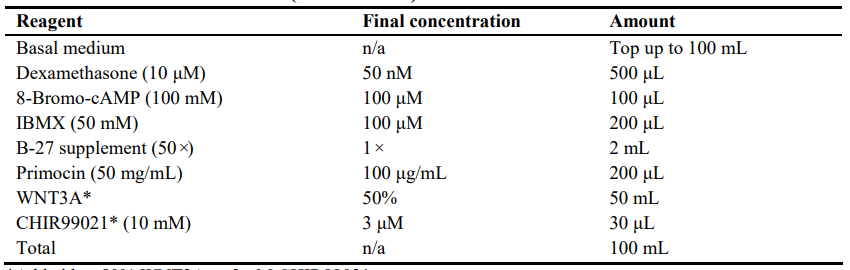 Reagent Final concentration Amount
Basal medium n/a Top up to 100 mL
Dexamethasone (10 μM) 50 nM 500 μL
8-Bromo-cAMP (100 mM) 100 μM 100 μL
IBMX (50 mM) 100 μM 200 μL
B-27 supplement (50×) 1× 2 mL
Primocin (50 mg/mL) 100 μg/mL 200 μL
WNT3A* 50% 50 mL
CHIR99021* (10 mM) 3 μM 30 μL
Total n/a 100 mL